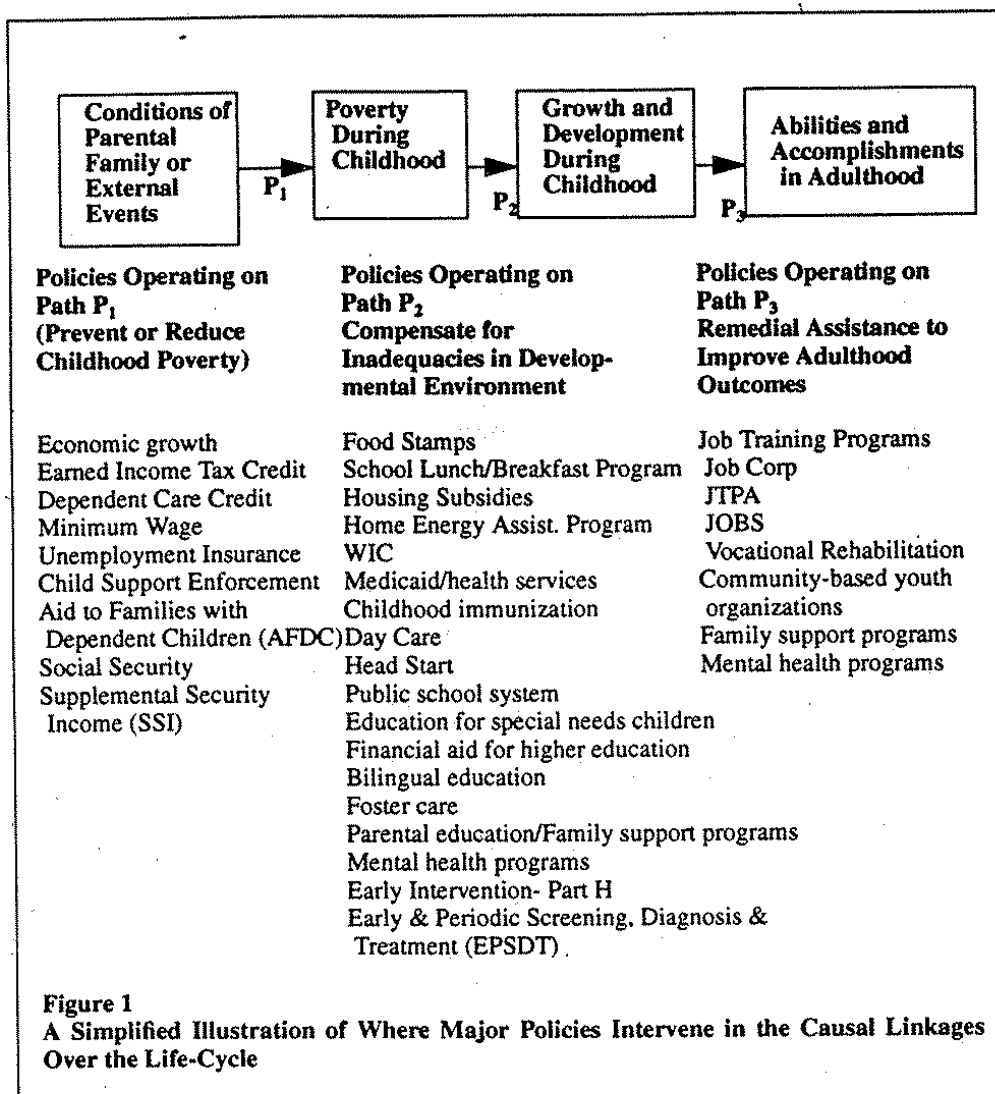 Conditions of
Parental
Family or
External
Events
P1
Poverty
During
Childhood
P2
Growth and
Development
During
Childhood
P3
Abilities and
Accomplishments
in Adulthood
Policies Operating on
Path P1
(Prevent or Reduce
Childhood Poverty)
Economic growth
Earned Income Tax Credit
Dependent Care Credit
Minimum Wage
Unemployment Insurance
Child Support Enforcement
Aid to Families with
Dependent Children (AFDC)
Social Security
Supplemental Security
Income (SSI)
Policies Operating on
Path P2
Compensate for
Inadequacies in Develop-
mental Environment
Food Stamps
School Lunch/Breakfast Program
Housing Subsidies
Home Energy Assist. Program
WIC
Medicaid/health services
Childhood immunization
Day Care
Head Start
Public school system
Education for special needs children
Financial aid for higher education
Bilingual education
Foster care
Parental education/Family support programs
Mental health programs
Early Intervention- Part H
Early & Periodic Screening, Diagnosis &
Treatment (EPSDT)
Policies Operating on
Path P3
Remedial Assistance to
Improve Adulthood
Outcomes
Job Training Programs
Job Corp
JTPA
JOBS
Vocational Rehabilitation
Community-based youth
organizations
Family support programs
Mental health programs
Figure 1
A Simplified Illustration of Where Major Policies Intervene in the Causal Linkages
Over the Life-Cycle